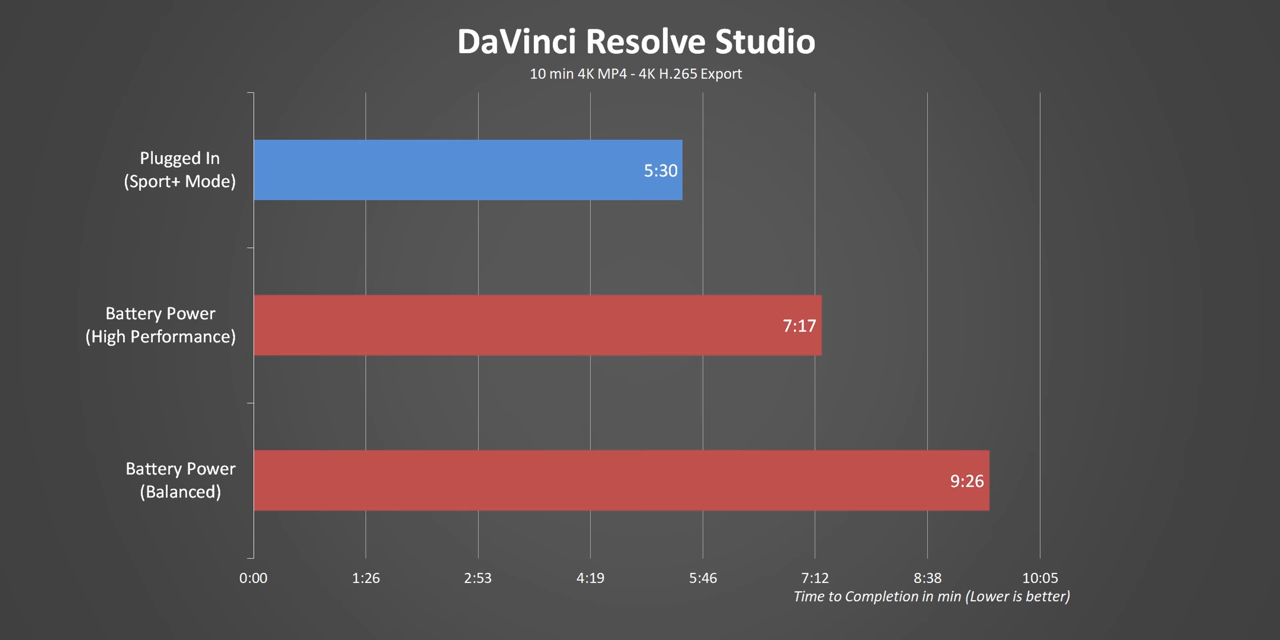 DaVinci Resolve Studio
10 min 4K MP4 - 4K H.265 Export
Plugged In
(Sport+ Mode)
5:30
Battery Power
(High Performance)
7:17
Battery Power
(Balanced)
9:26
0:00 1:26 2:53 4:19 5:46 7:12 8:38 10:05
Time to Completion in min (Lower is better)